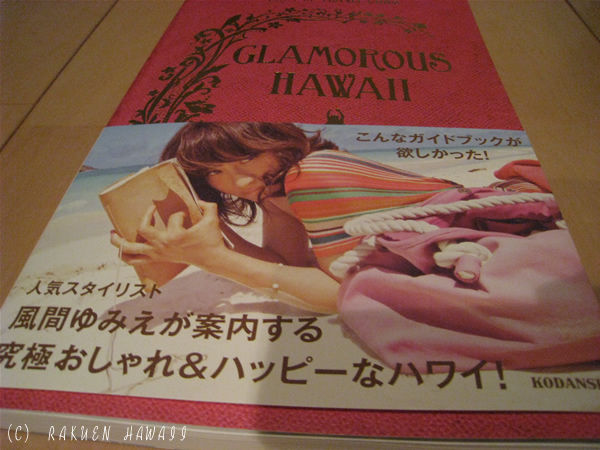 GLAMOROUS
HAWAII
こんなガイドブックが
欲しかった!
人気スタイリスト
風間ゆみえが案内する
究極おしゃれ&ハッピーなハワイ!
(C) RAKUEN HAWAII